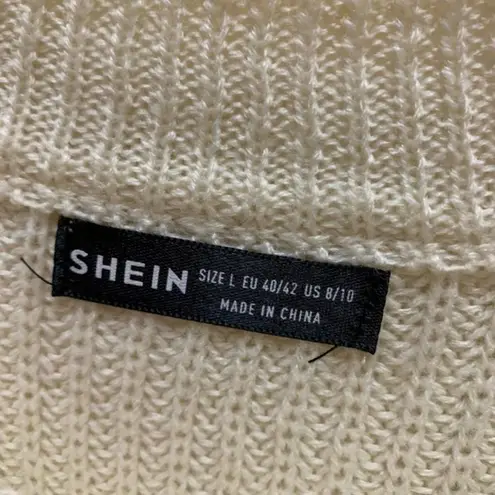 SHEIN SIZE L EU 40/42 US 8/10
MADE IN CHINA